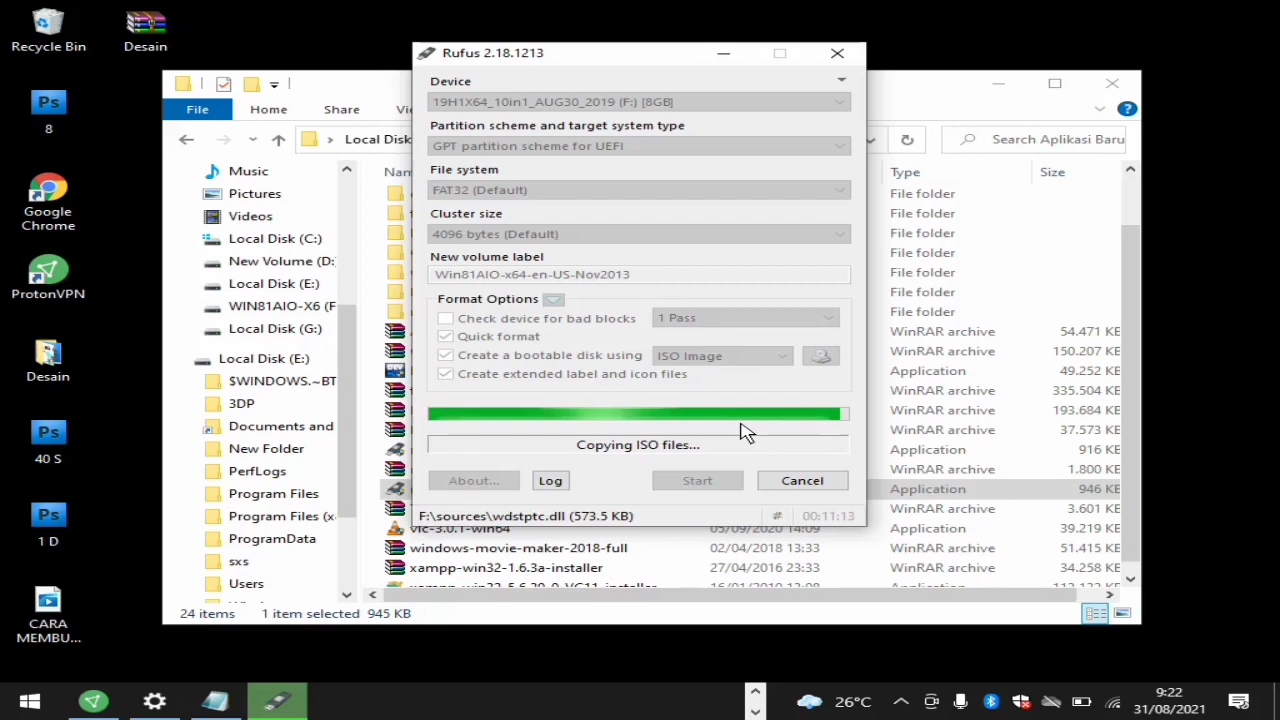 Recycle Bin
Desain
Ps
8
Google
Chrome
ProtonVPN
Desain
Ps
40 S
Ps
1 D
CARA
MEMBU...
File
Home
Share
Local Disk
Search Aplikasi Baru
Music
Pictures
Videos
Local Disk (C:)
New Volume (D:
Local Disk (E:)
WIN81AIO-X6 (F
Local Disk (G:)
Local Disk (E:)
$WINDOWS.~BT
3DP
Documents and
New Folder
PerfLogs
Program Files
Program Files (x
ProgramData
sxs
Users
Type
Size
File folder
File folder
File folder
File folder
File folder
File folder
File folder
WinRAR archive 54.471 KE
WinRAR archive 150.207 KE
Application 49.252 KE
WinRAR archive 335.504 KE
WinRAR archive 193.684 KE
WinRAR archive 37.573 KE
Application 916 KE
WinRAR archive 1.800 KE
Application 946 KE
WinRAR archive 3.601 KE
vlc-3.0.1-win64 05/09/2020 14:09 Application 39.219 KE
windows-movie-maker-2018-full 02/04/2018 13:33 WinRAR archive 51.415 KE
xampp-win32-1.6.3a-installer 27/04/2016 23:33 WinRAR archive 34.258 KE
24 items 1 item selected 945 KB
Rufus 2.18.1213
Device
19H1X64_10in1_AUG30_2019 (F:) [8GB]
Partition scheme and target system type
GPT partition scheme for UEFI
File system
FAT32 (Default)
Cluster size
4096 bytes (Default)
New volume label
Win81AIO-x64-en-US-Nov2013
Format Options
Check device for bad blocks 1 Pass
Quick format
Create a bootable disk using ISO Image
Create extended label and icon files
Copying ISO files...
About... Log Start Cancel
F:\sources\wdstptc.dll (573.5 KB) # 00:11:13
26°C
9:22
31/08/2021